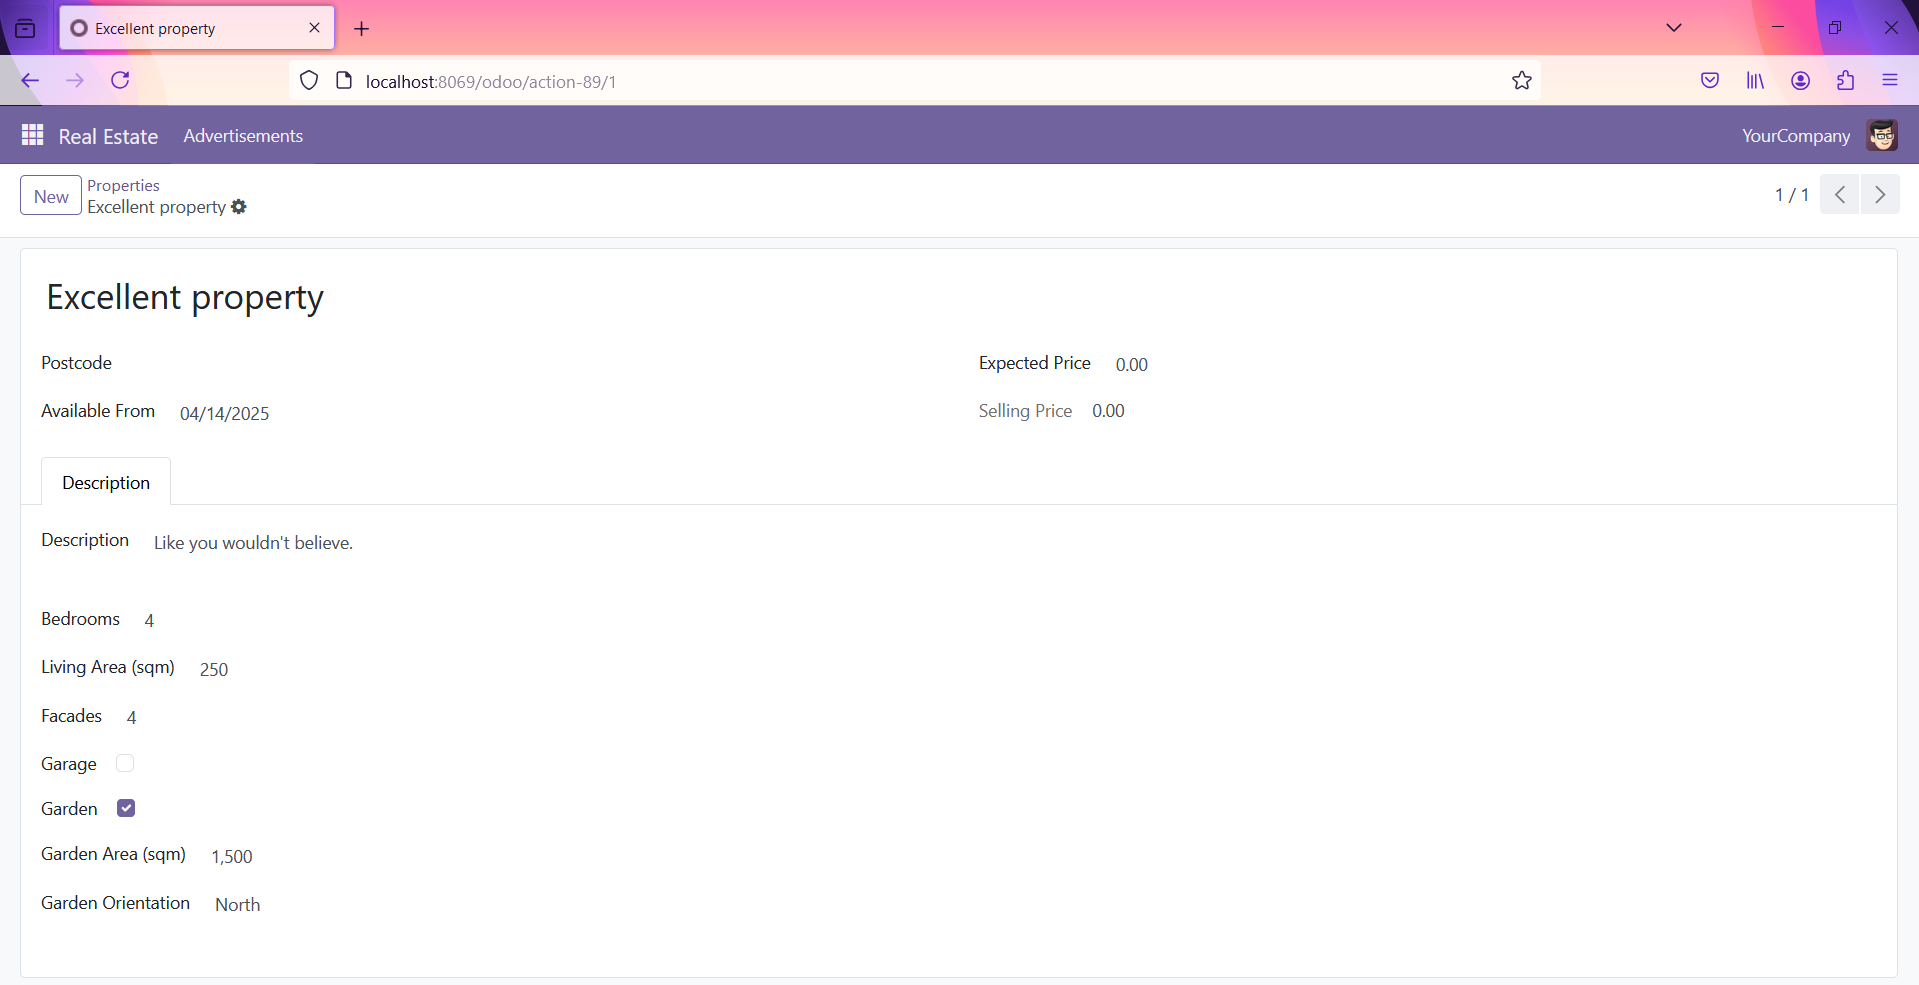 Excellent property
localhost:8069/odoo/action-89/1
Real Estate Advertisements YourCompany
New Properties
Excellent property
1 / 1
Excellent property
Postcode
Expected Price 0.00
Available From 04/14/2025
Selling Price 0.00
Description
Description Like you wouldn't believe.
Bedrooms 4
Living Area (sqm) 250
Facades 4
Garage
Garden
Garden Area (sqm) 1,500
Garden Orientation North